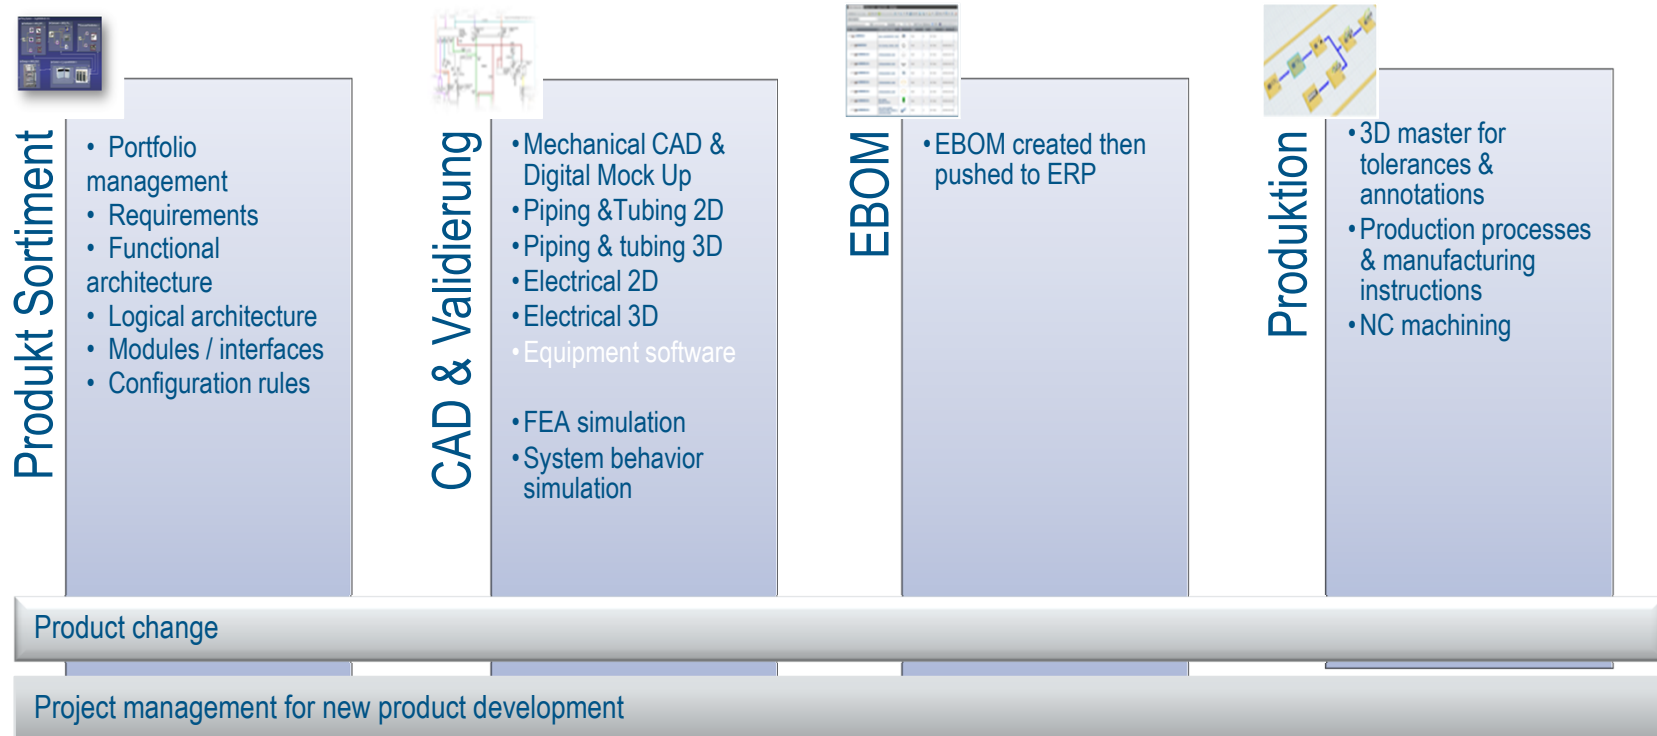 Produkt Sortiment
• Portfolio
management
• Requirements
• Functional
architecture
• Logical architecture
• Modules / interfaces
• Configuration rules
CAD & Validierung
• Mechanical CAD &
Digital Mock Up
• Piping &Tubing 2D
• Piping & tubing 3D
• Electrical 2D
• Electrical 3D
• Equipment software
• FEA simulation
• System behavior
simulation
EBOM
• EBOM created then
pushed to ERP
Produktion
• 3D master for
tolerances &
annotations
• Production processes
& manufacturing
instructions
• NC machining
Product change
Project management for new product development